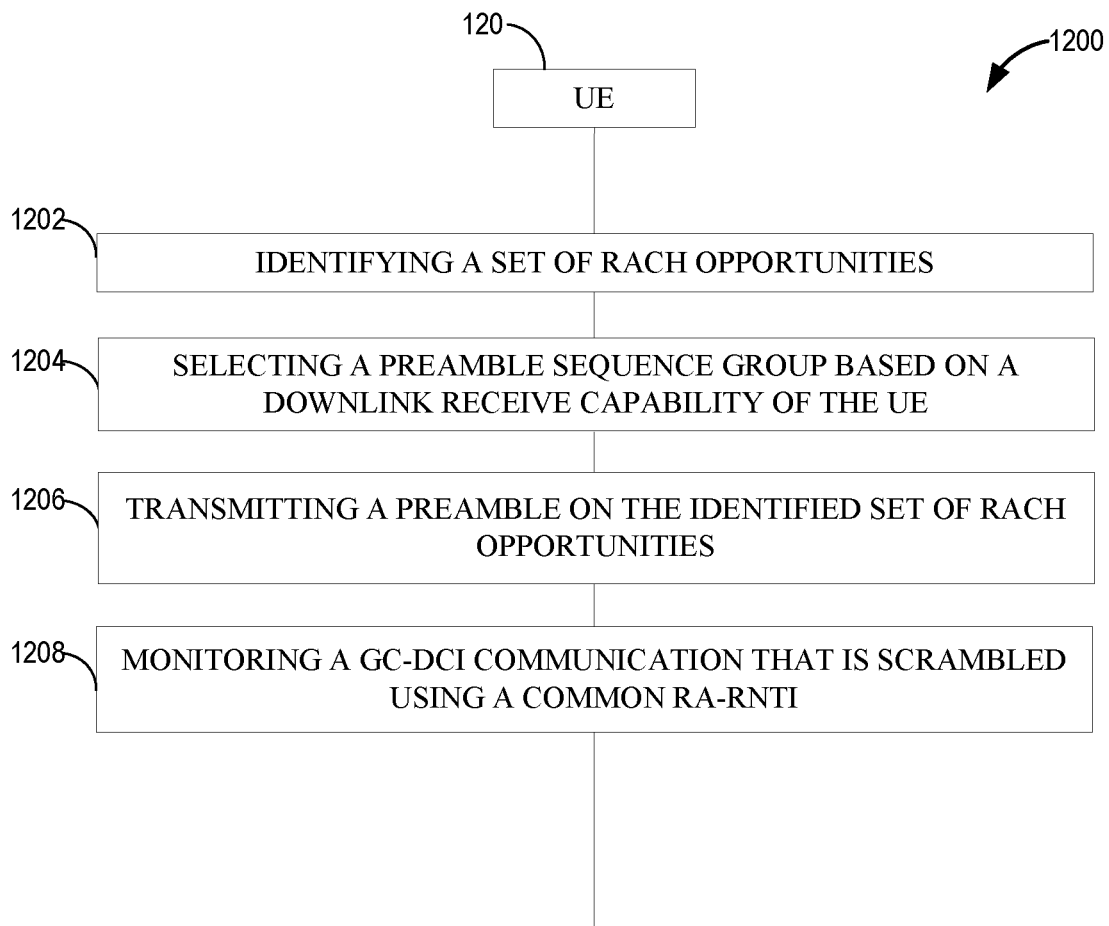 120
1200
UE
1202
IDENTIFYING A SET OF RACH OPPORTUNITIES
1204
SELECTING A PREAMBLE SEQUENCE GROUP BASED ON A
DOWNLINK RECEIVE CAPABILITY OF THE UE
1206
TRANSMITTING A PREAMBLE ON THE IDENTIFIED SET OF RACH
OPPORTUNITIES
1208
MONITORING A GC-DCI COMMUNICATION THAT IS SCRAMBLED
USING A COMMON RA-RNTI